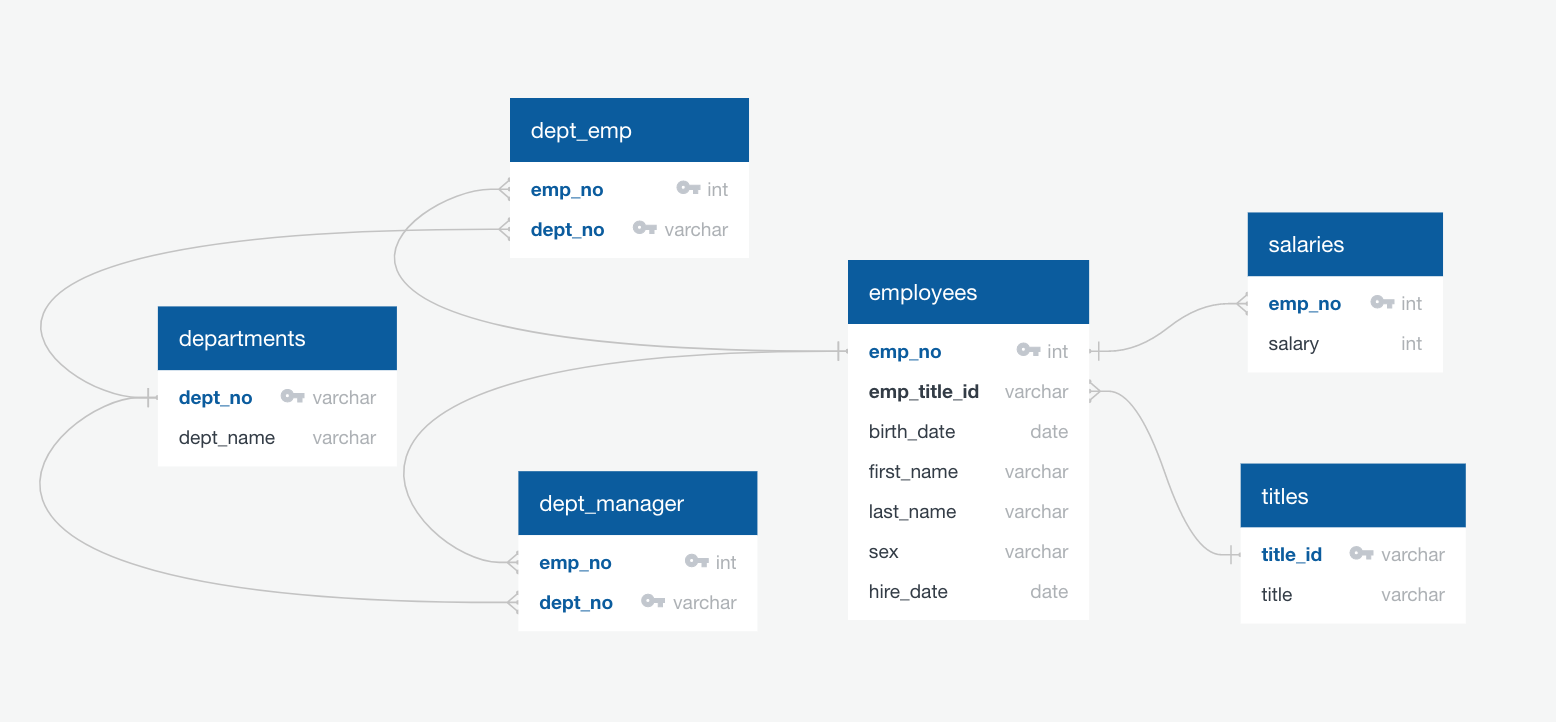 dept_emp
emp_no int
dept_no varchar
departments
dept_no varchar
dept_name varchar
dept_manager
emp_no int
dept_no varchar
employees
emp_no int
emp_title_id varchar
birth_date date
first_name varchar
last_name varchar
sex varchar
hire_date date
salaries
emp_no int
salary int
titles
title_id varchar
title varchar